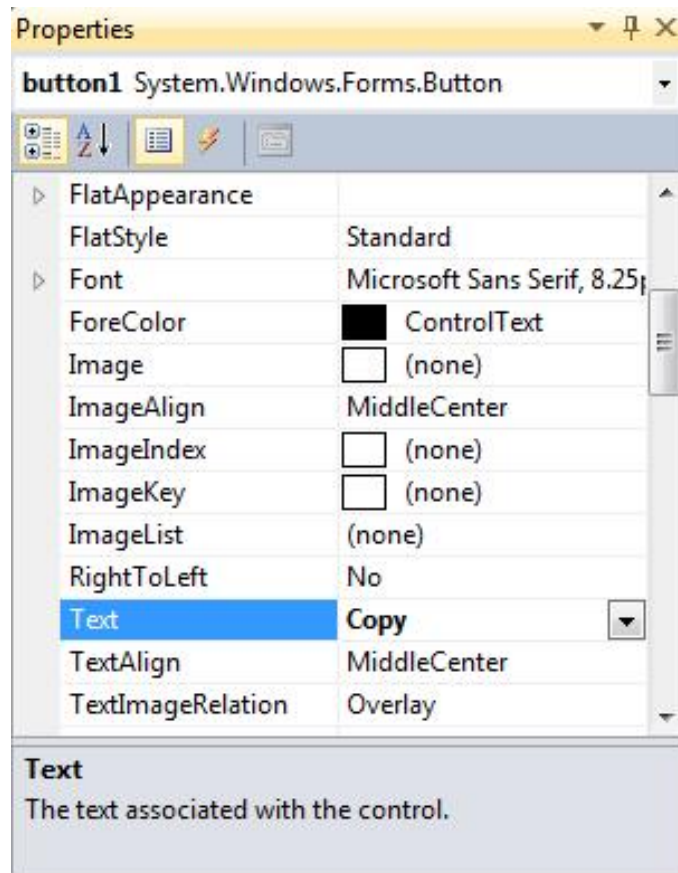 Properties
button1 System.Windows.Forms.Button
FlatAppearance
FlatStyle Standard
Font Microsoft Sans Serif, 8.25
ForeColor ControlText
Image (none)
ImageAlign MiddleCenter
ImageIndex (none)
ImageKey (none)
ImageList (none)
RightToLeft No
Text Copy
TextAlign MiddleCenter
TextImageRelation Overlay
Text
The text associated with the control.